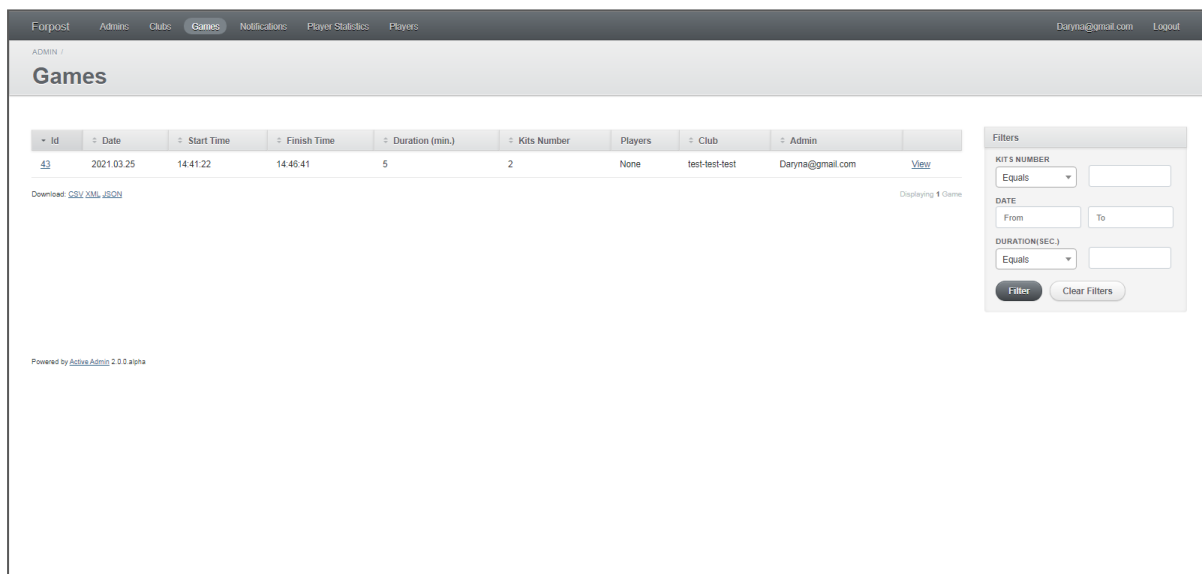 Forpost Admins Clubs Games Notifications Player Statistics Players Daryna@gmail.com Logout
ADMIN /
Games
Id Date Start Time Finish Time Duration (min.) Kits Number Players Club Admin
43 2021.03.25 14:41:22 14:46:41 5 2 None test-test-test Daryna@gmail.com View
Download: CSV XML JSON Displaying 1 Game
Filters
KITS NUMBER
Equals
DATE
From To
DURATION(SEC.)
Equals
Filter Clear Filters
Powered by Active Admin 2.0.0.alpha